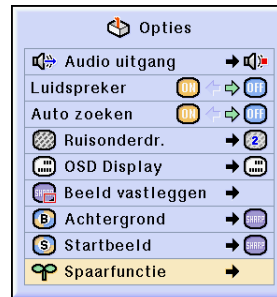 Opties
Audio uitgang
Luidspreker ON OFF
Auto zoeken ON OFF
Ruisonderdr. 2
OSD Display
Beeld vastleggen
B Achtergrond SHARP
S Startbeeld SHARP
Spaarfunctie